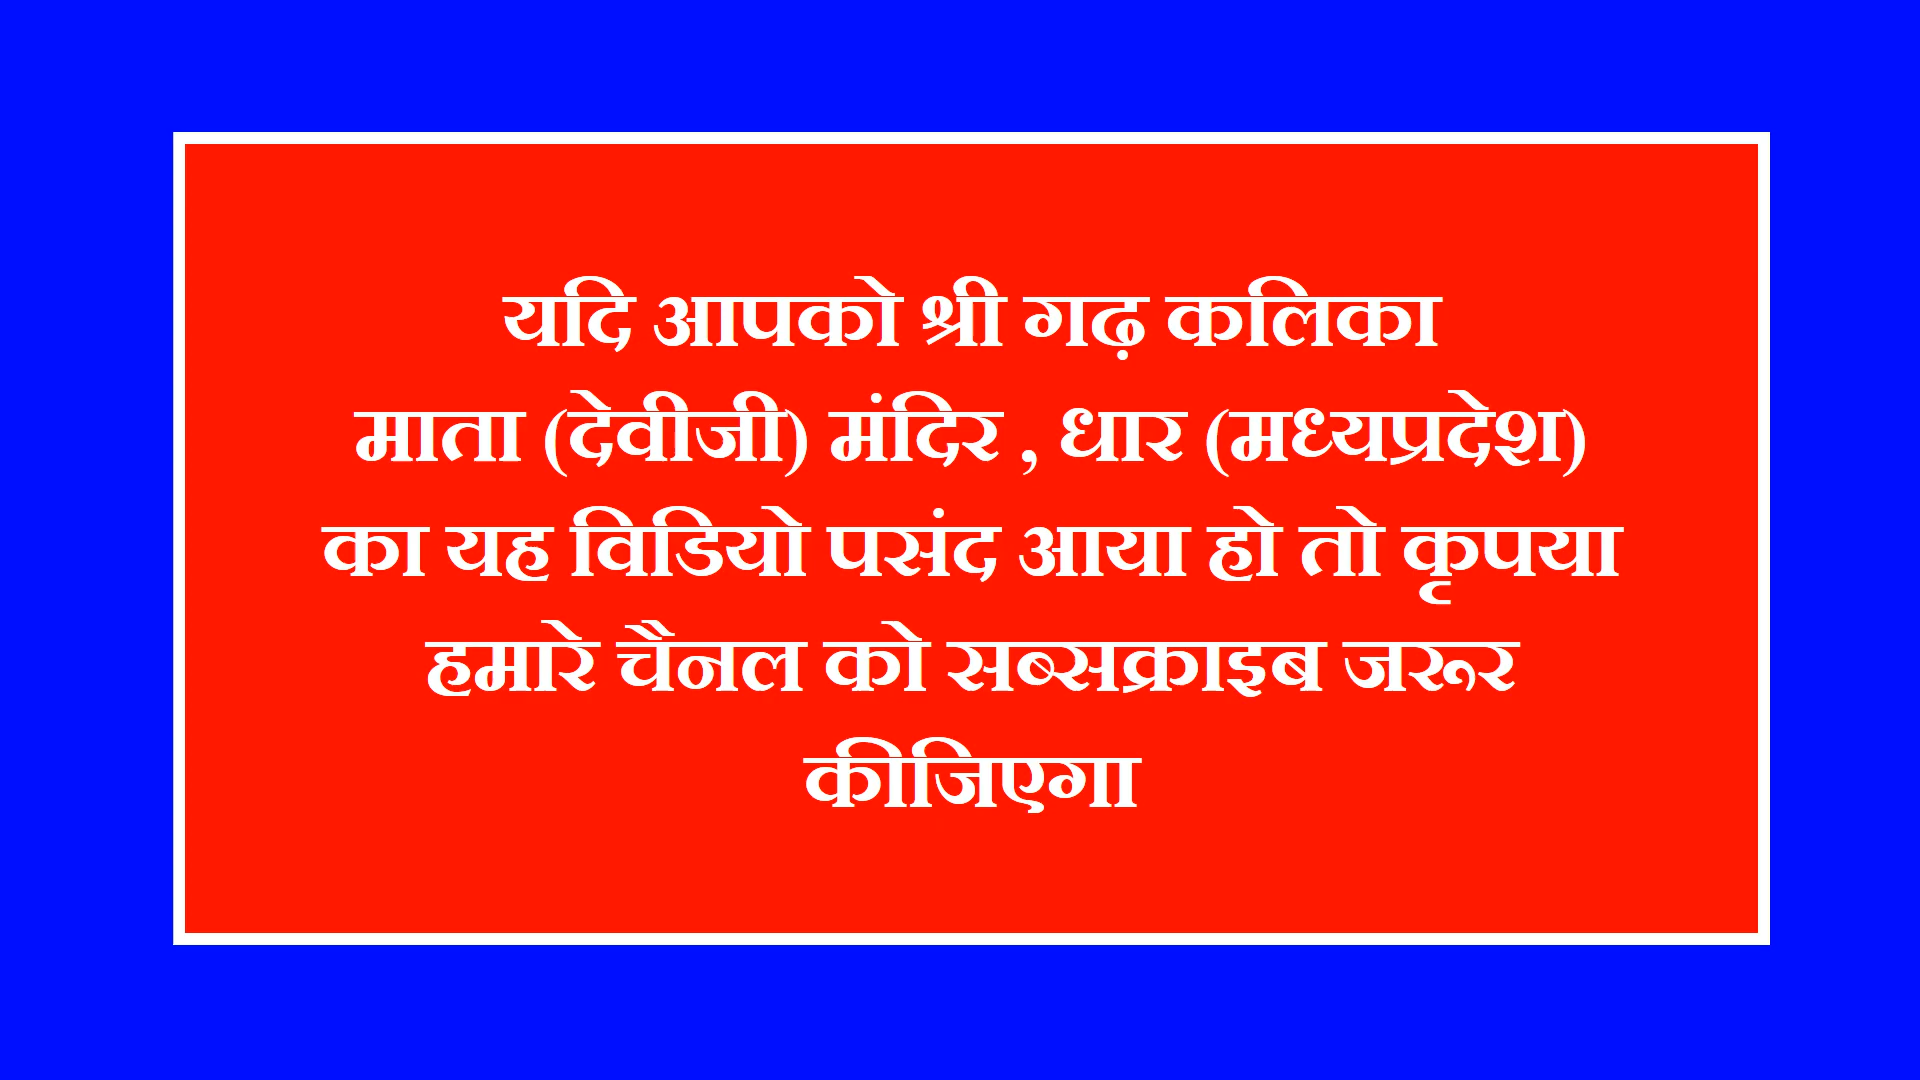 यदि आपको श्री गढ़ कलिका
माता (देवीजी) मंदिर , धार (मध्यप्रदेश)
का यह विडियो पसंद आया हो तो कृपया
हमारे चैनल को सब्सक्राइब जरूर
कीजिएगा